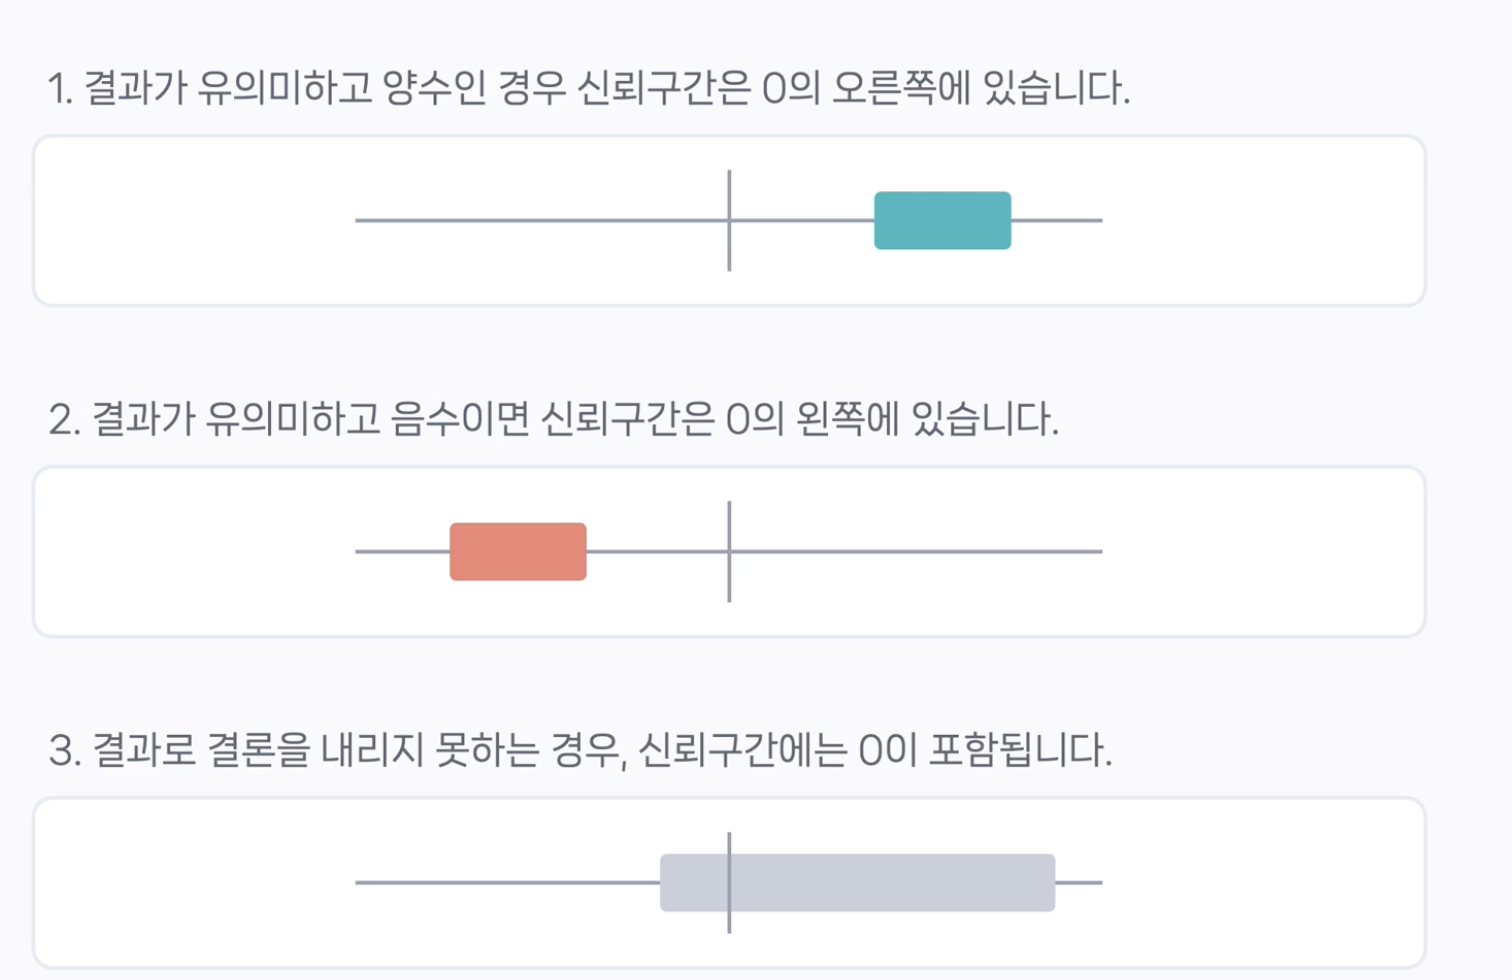 1. 결과가 유의미하고 양수인 경우 신뢰구간은 0의 오른쪽에 있습니다.
2. 결과가 유의미하고 음수이면 신뢰구간은 0의 왼쪽에 있습니다.
3. 결과로 결론을 내리지 못하는 경우, 신뢰구간에는 0이 포함됩니다.